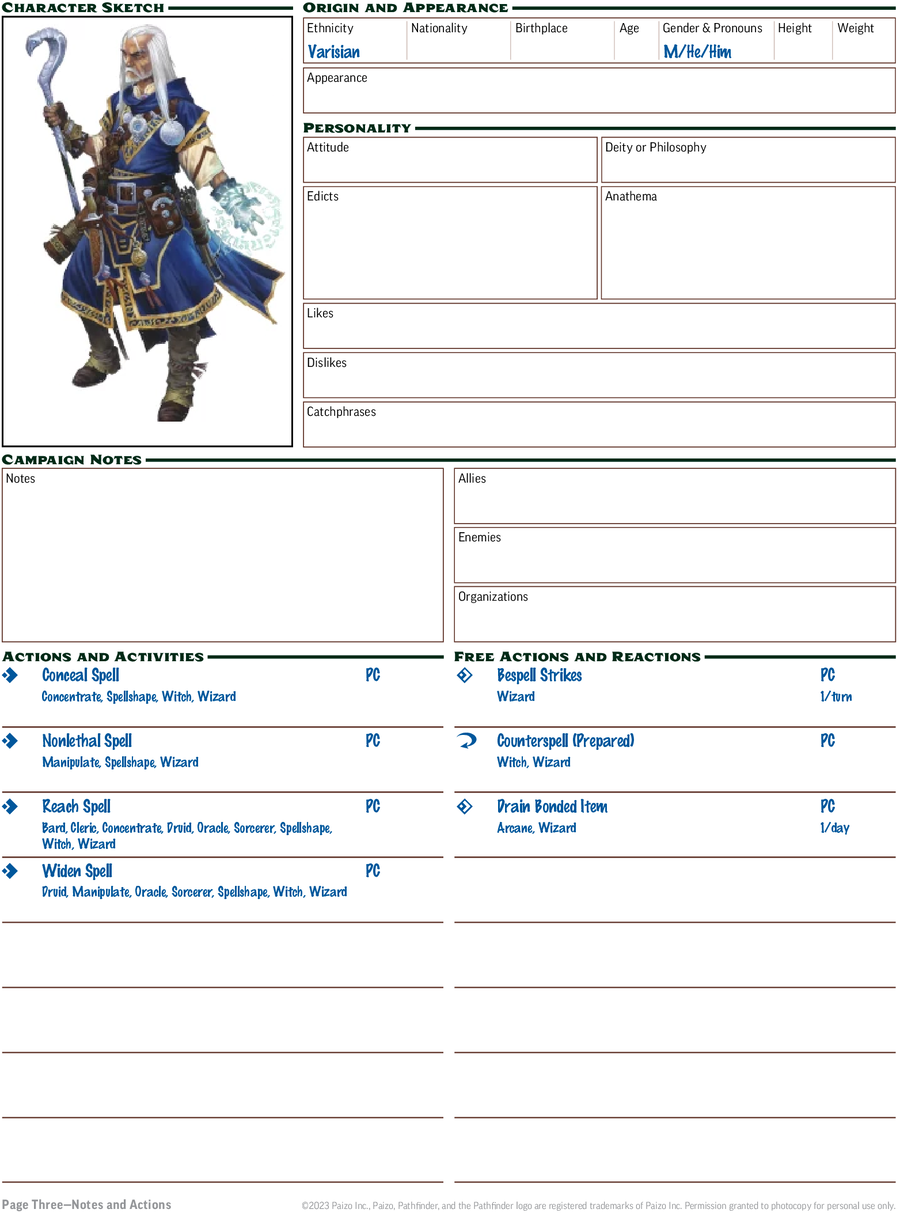 Character Sketch
Origin and Appearance
Ethnicity Nationality Birthplace Age Gender & Pronouns Height Weight
Varisian M/He/Him
Appearance
Personality
Attitude Deity or Philosophy
Edicts Anathema
Likes
Dislikes
Catchphrases
Campaign Notes
Notes
Allies
Enemies
Organizations
Actions and Activities
Conceal Spell PC
Concentrate, Spellshape, Witch, Wizard
Nonlethal Spell PC
Manipulate, Spellshape, Wizard
Reach Spell PC
Bard, Cleric, Concentrate, Druid, Oracle, Sorcerer, Spellshape,
Witch, Wizard
Widen Spell PC
Druid, Manipulate, Oracle, Sorcerer, Spellshape, Witch, Wizard
Free Actions and Reactions
Bespell Strikes PC
Wizard 1/turn
Counterspell (Prepared) PC
Witch, Wizard
Drain Bonded Item PC
Arcane, Wizard 1/day
Page Three—Notes and Actions
©2023 Paizo Inc., Paizo, Pathfinder, and the Pathfinder logo are registered trademarks of Paizo Inc. Permission granted to photocopy for personal use only.